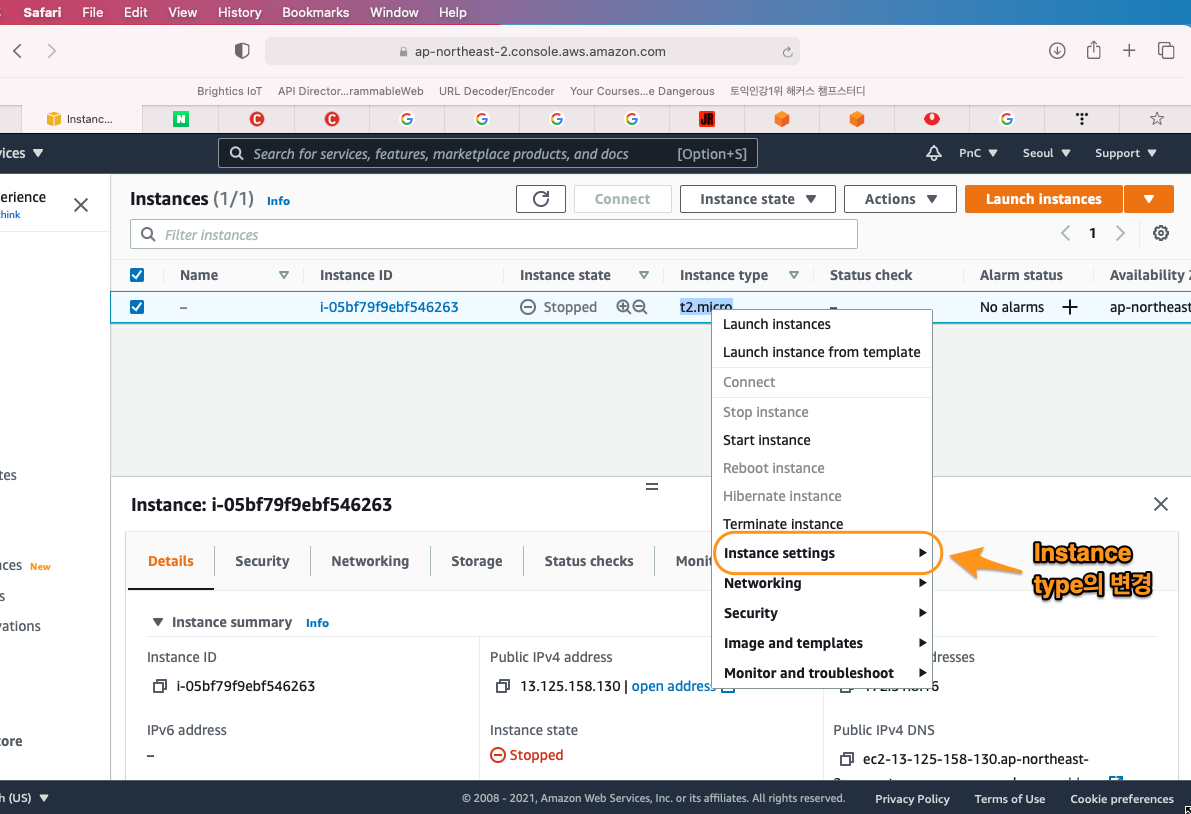 Safari File Edit View History Bookmarks Window Help
ap-northeast-2.console.aws.amazon.com
Brightics IoT API Director...rammableWeb URL Decoder/Encoder Your Courses...e Dangerous 토익인강1위 해커스 챔프스터디
Instanc... N C C G G G G JR G
ices ▼ Search for services, features, marketplace products, and docs [Option+S] PnC ▼ Seoul ▼ Support ▼
erience
think
Instances (1/1) Info Connect Instance state ▼ Actions ▼ Launch instances ▼
Filter instances < 1 >
Name Instance ID Instance state Instance type Status check Alarm status Availability Z
– i-05bf79f9ebf546263 Stopped t2.micro – No alarms + ap-northeast
Launch instances
Launch instance from template
Connect
Stop instance
Start instance
Reboot instance
Hibernate instance
Terminate instance
Instance settings ▶
Networking ▶
Security ▶
Image and templates ▶
Monitor and troubleshoot ▶
Instance
type의 변경
tes
ces New
s
vations
ore
Instance: i-05bf79f9ebf546263
Details Security Networking Storage Status checks Monit
▼ Instance summary Info
Instance ID Public IPv4 address dresses
i-05bf79f9ebf546263 13.125.158.130 | open address
IPv6 address Instance state Public IPv4 DNS
– Stopped ec2-13-125-158-130.ap-northeast-
h (US) ▼ © 2008 - 2021, Amazon Web Services, Inc. or its affiliates. All rights reserved. Privacy Policy Terms of Use Cookie preferences